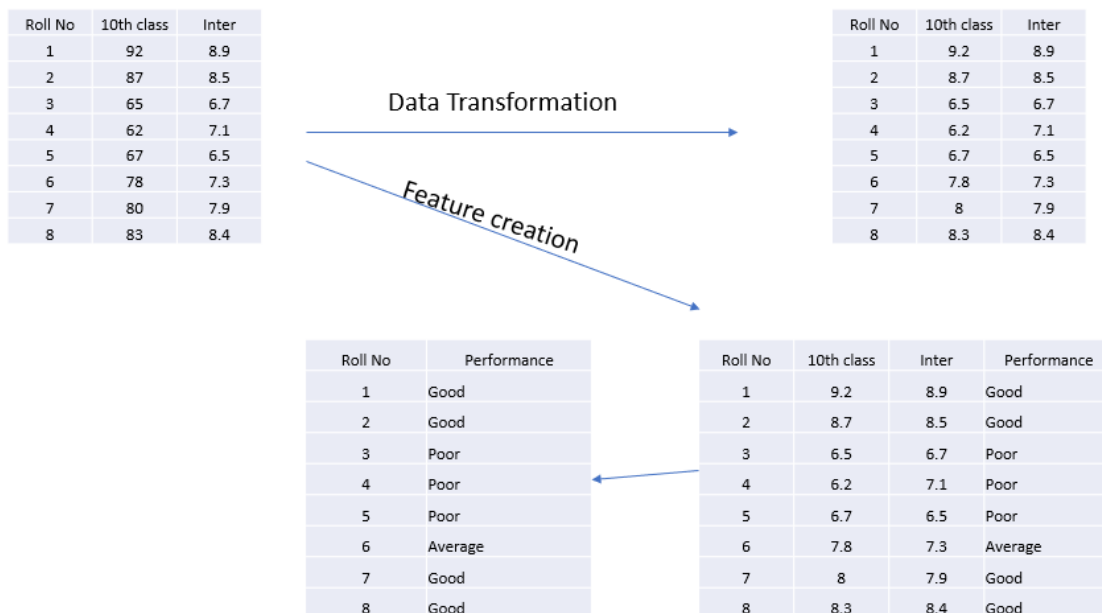 Roll No 10th class Inter
1 92 8.9
2 87 8.5
3 65 6.7
4 62 7.1
5 67 6.5
6 78 7.3
7 80 7.9
8 83 8.4
Data Transformation
Roll No 10th class Inter
1 9.2 8.9
2 8.7 8.5
3 6.5 6.7
4 6.2 7.1
5 6.7 6.5
6 7.8 7.3
7 8 7.9
8 8.3 8.4
Feature creation
Roll No Performance
1 Good
2 Good
3 Poor
4 Poor
5 Poor
6 Average
7 Good
8 Good
Roll No 10th class Inter Performance
1 9.2 8.9 Good
2 8.7 8.5 Good
3 6.5 6.7 Poor
4 6.2 7.1 Poor
5 6.7 6.5 Poor
6 7.8 7.3 Average
7 8 7.9 Good
8 8.3 8.4 Good